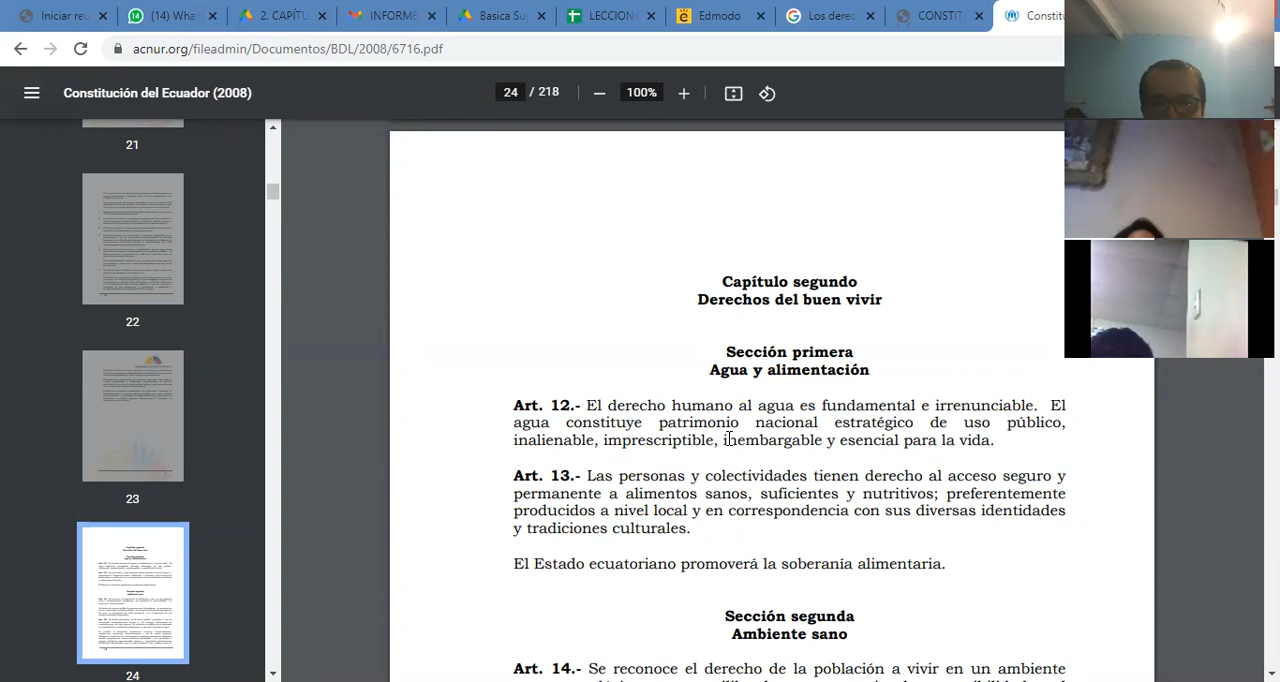 Iniciar reu
(14) Wha
2. CAPÍTU
INFORME
Basica Su
LECCION
Edmodo
Los derec
CONSTIT
Constitu
acnur.org/fileadmin/Documentos/BDL/2008/6716.pdf
Constitución del Ecuador (2008)
24 / 218
100%
21
22
23
24
Capítulo segundo
Derechos del buen vivir
Sección primera
Agua y alimentación
Art. 12.- El derecho humano al agua es fundamental e irrenunciable. El
agua constituye patrimonio nacional estratégico de uso público,
inalienable, imprescriptible, inembargable y esencial para la vida.
Art. 13.- Las personas y colectividades tienen derecho al acceso seguro y
permanente a alimentos sanos, suficientes y nutritivos; preferentemente
producidos a nivel local y en correspondencia con sus diversas identidades
y tradiciones culturales.
El Estado ecuatoriano promoverá la soberanía alimentaria.
Sección segunda
Ambiente sano
Art. 14.- Se reconoce el derecho de la población a vivir en un ambiente